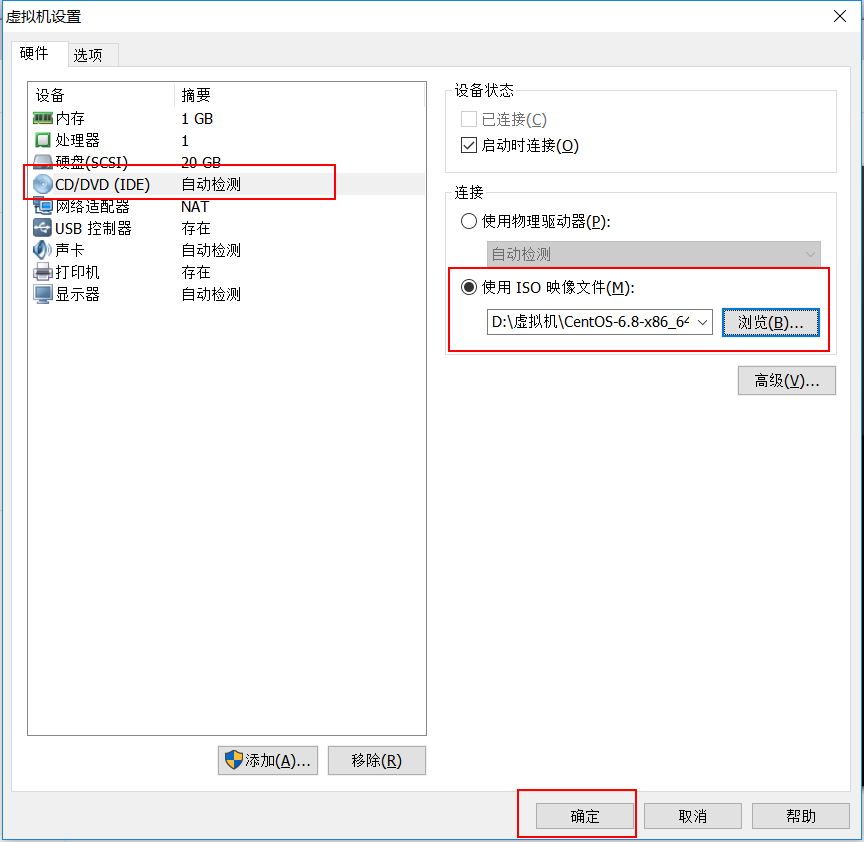 虚拟机设置
硬件 选项
设备 摘要
内存 1 GB
处理器 1
硬盘(SCSI) 20 GB
CD/DVD (IDE) 自动检测
网络适配器 NAT
USB 控制器 存在
声卡 自动检测
打印机 存在
显示器 自动检测
添加(A)... 移除(R)
设备状态
已连接(C)
启动时连接(O)
连接
使用物理驱动器(P):
自动检测
使用 ISO 映像文件(M):
D:\虚拟机\CentOS-6.8-x86_64 浏览(B)...
高级(V)...
确定 取消 帮助